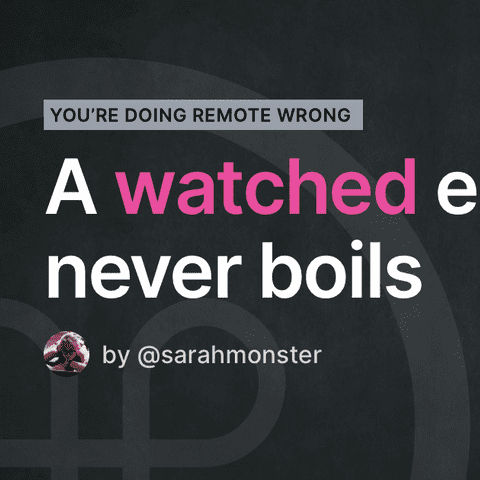 YOU’RE DOING REMOTE WRONG
A watched e
never boils
by @sarahmonster